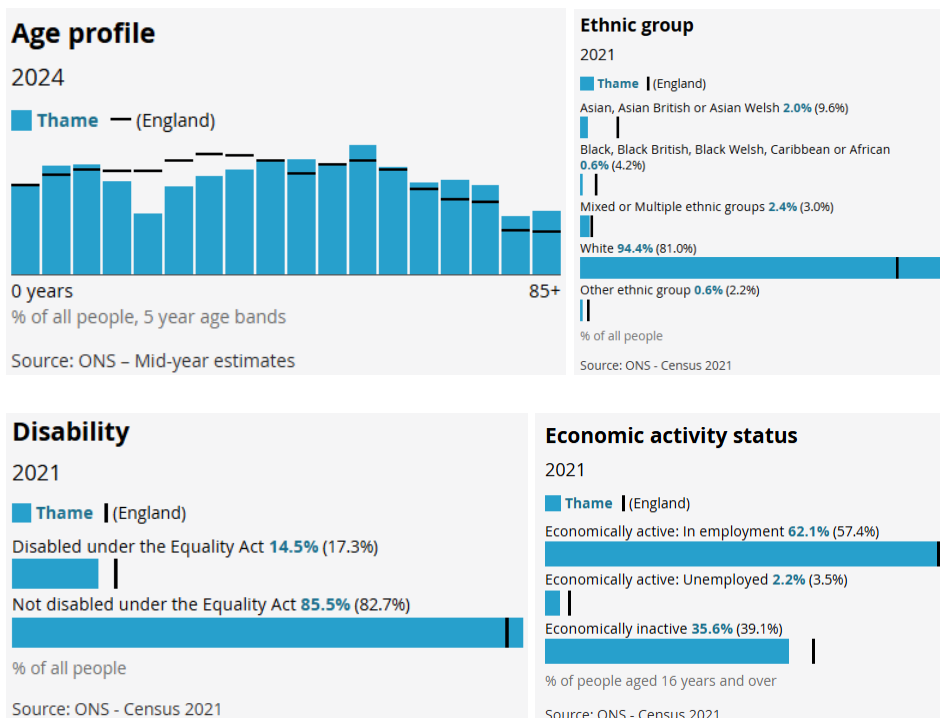 Age profile
2024
Thame (England)
0 years 85+
% of all people, 5 year age bands
Source: ONS – Mid-year estimates
Ethnic group
2021
Thame (England)
Asian, Asian British or Asian Welsh 2.0% (9.6%)
Black, Black British, Black Welsh, Caribbean or African
0.6% (4.2%)
Mixed or Multiple ethnic groups 2.4% (3.0%)
White 94.4% (81.0%)
Other ethnic group 0.6% (2.2%)
% of all people
Source: ONS - Census 2021
Disability
2021
Thame (England)
Disabled under the Equality Act 14.5% (17.3%)
Not disabled under the Equality Act 85.5% (82.7%)
% of all people
Source: ONS - Census 2021
Economic activity status
2021
Thame (England)
Economically active: In employment 62.1% (57.4%)
Economically active: Unemployed 2.2% (3.5%)
Economically inactive 35.6% (39.1%)
% of people aged 16 years and over
Source: ONS - Census 2021